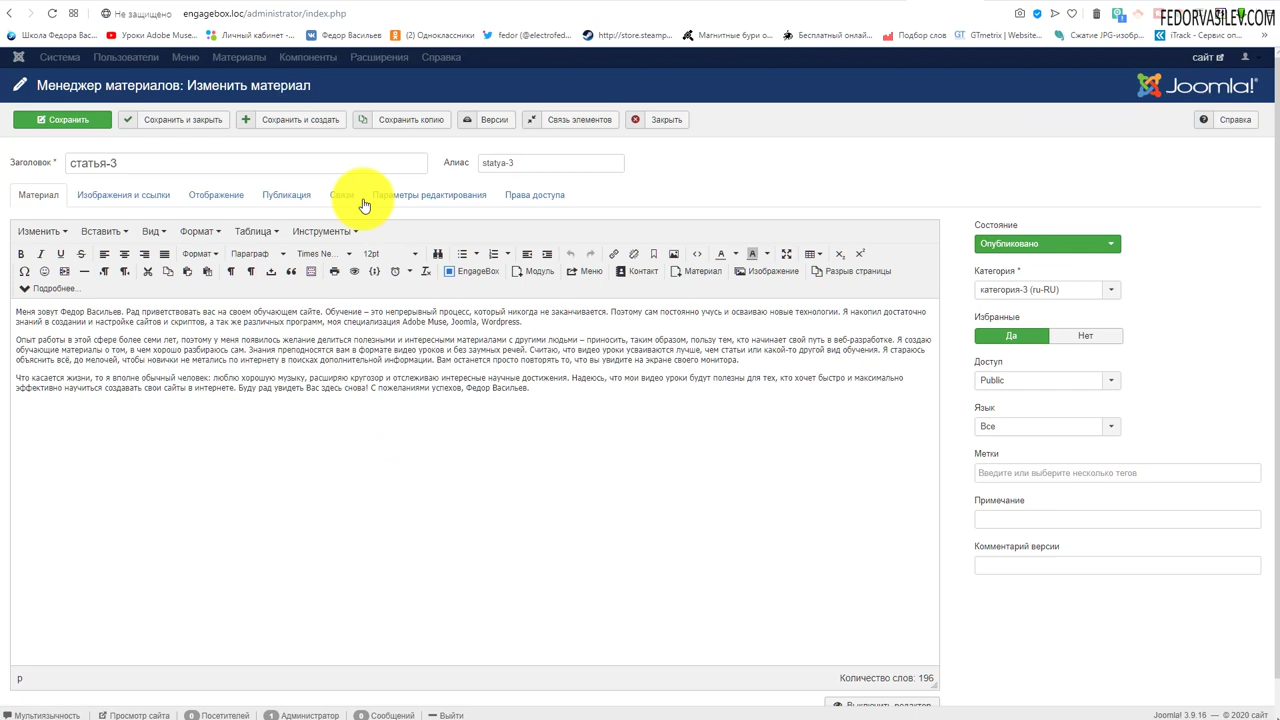 Не защищено engagebox.loc/administrator/index.php
FEDORVASILEV.COM
Школа Федора Вас... Уроки Adobe Muse... Личный кабинет -... Федор Васильев (2) Одноклассники fedor (@electrofed... http://store.steamp... Магнитные бури о... Бесплатный онлай... Подбор слов GTmetrix | Website... Сжатие JPG-изобр... iTrack - Сервис оп...
Система Пользователи Меню Материалы Компоненты Расширения Справка сайт
Менеджер материалов: Изменить материал Joomla!
Сохранить Сохранить и закрыть Сохранить и создать Сохранить копию Версии Связь элементов Закрыть Справка
Заголовок * статья-3 Алиас statya-3
Материал Изображения и ссылки Отображение Публикация Связи Параметры редактирования Права доступа
Изменить Вставить Вид Формат Таблица Инструменты
Формат Параграф Times Ne... 12pt
EngageBox Модуль Меню Контакт Материал Изображение Разрыв страницы
Подробнее...
Меня зовут Федор Васильев. Рад приветствовать вас на своем обучающем сайте. Обучение – это непрерывный процесс, который никогда не заканчивается. Поэтому сам постоянно учусь и осваиваю новые технологии. Я накопил достаточно
знаний в создании и настройке сайтов и скриптов, а так же различных программ, моя специализация Adobe Muse, Joomla, Wordpress.
Опыт работы в этой сфере более семи лет, поэтому у меня появилось желание делиться полезными и интересными материалами с другими людьми – приносить, таким образом, пользу тем, кто начинает свой путь в веб-разработке. Я создаю
обучающие материалы о том, в чем хорошо разбираюсь сам. Знания преподносятся вам в формате видео уроков и без заумных речей. Считаю, что видео уроки усваиваются лучше, чем статьи или какой-то другой вид обучения. Я стараюсь
объяснить всё, до мелочей, чтобы новички не метались по интернету в поисках дополнительной информации. Вам останется просто повторять то, что вы увидите на экране своего монитора.
Что касается жизни, то я вполне обычный человек: люблю хорошую музыку, расширяю кругозор и отслеживаю интересные научные достижения. Надеюсь, что мои видео уроки будут полезны для тех, кто хочет быстро и максимально
эффективно научиться создавать свои сайты в интернете. Буду рад увидеть Вас здесь снова! С пожеланиями успехов, Федор Васильев.
p Количество слов: 196
Выключить редактор
Состояние
Опубликовано
Категория *
категория-3 (ru-RU)
Избранные
Да Нет
Доступ
Public
Язык
Все
Метки
Введите или выберите несколько тегов
Примечание
Комментарий версии
Мультиязычность Просмотр сайта 0 Посетителей 1 Администратор 0 Сообщений Выйти Joomla! 3.9.16 — © 2020 сайт